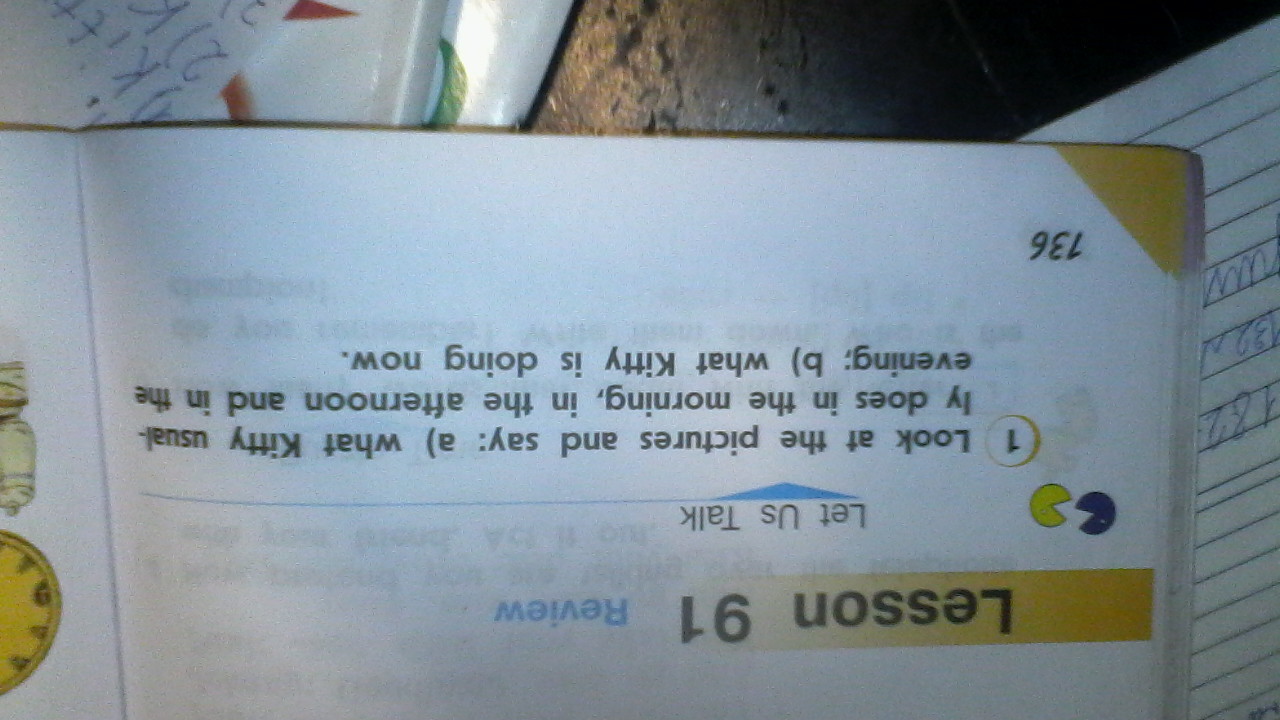 Lesson 91 Review
Let Us Talk
1 Look at the pictures and say: a) what Kitty usual-
ly does in the morning, in the afternoon and in the
evening; b) what Kitty is doing now.
136